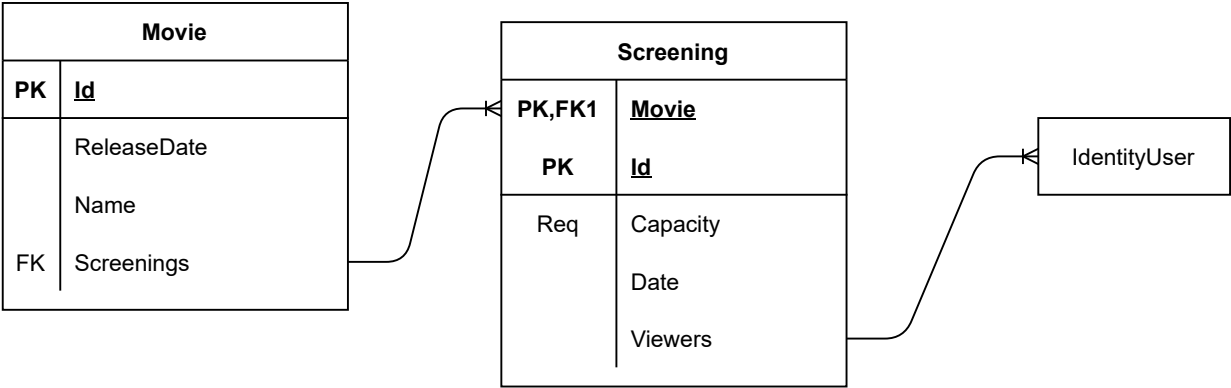 Movie
PK Id
ReleaseDate
Name
FK Screenings
Screening
PK,FK1 Movie
PK Id
Req Capacity
Date
Viewers
IdentityUser